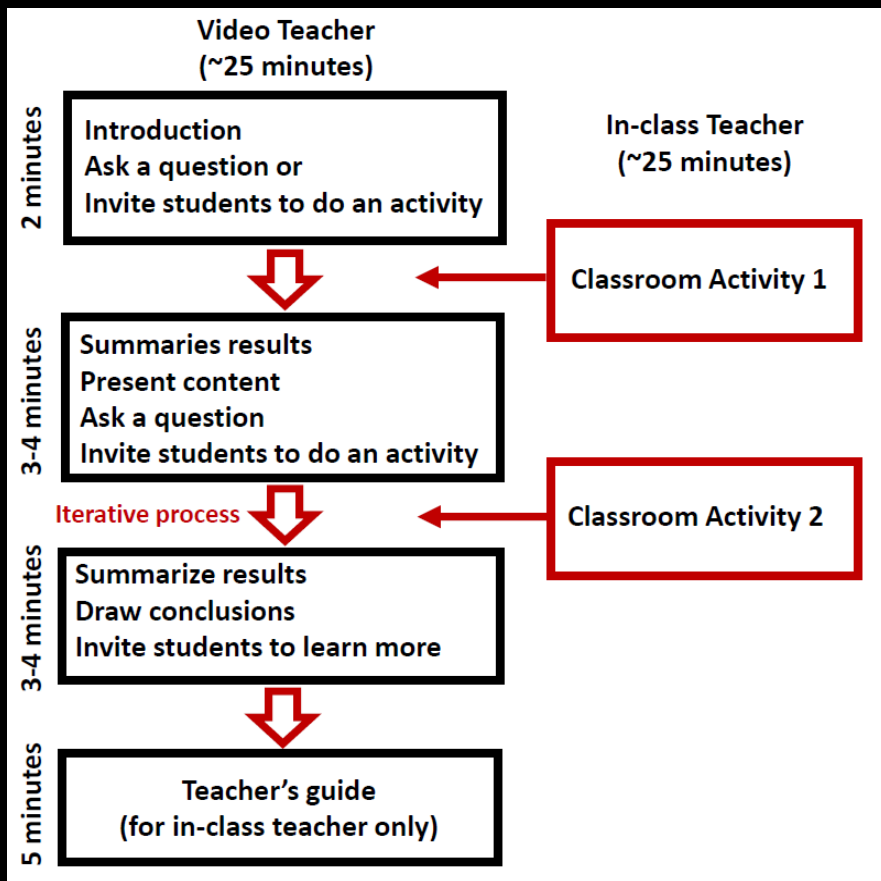 Video Teacher
(~25 minutes)
2 minutes
Introduction
Ask a question or
Invite students to do an activity
In-class Teacher
(~25 minutes)
Classroom Activity 1
3-4 minutes
Summaries results
Present content
Ask a question
Invite students to do an activity
Iterative process
Classroom Activity 2
3-4 minutes
Summarize results
Draw conclusions
Invite students to learn more
5 minutes
Teacher’s guide
(for in-class teacher only)